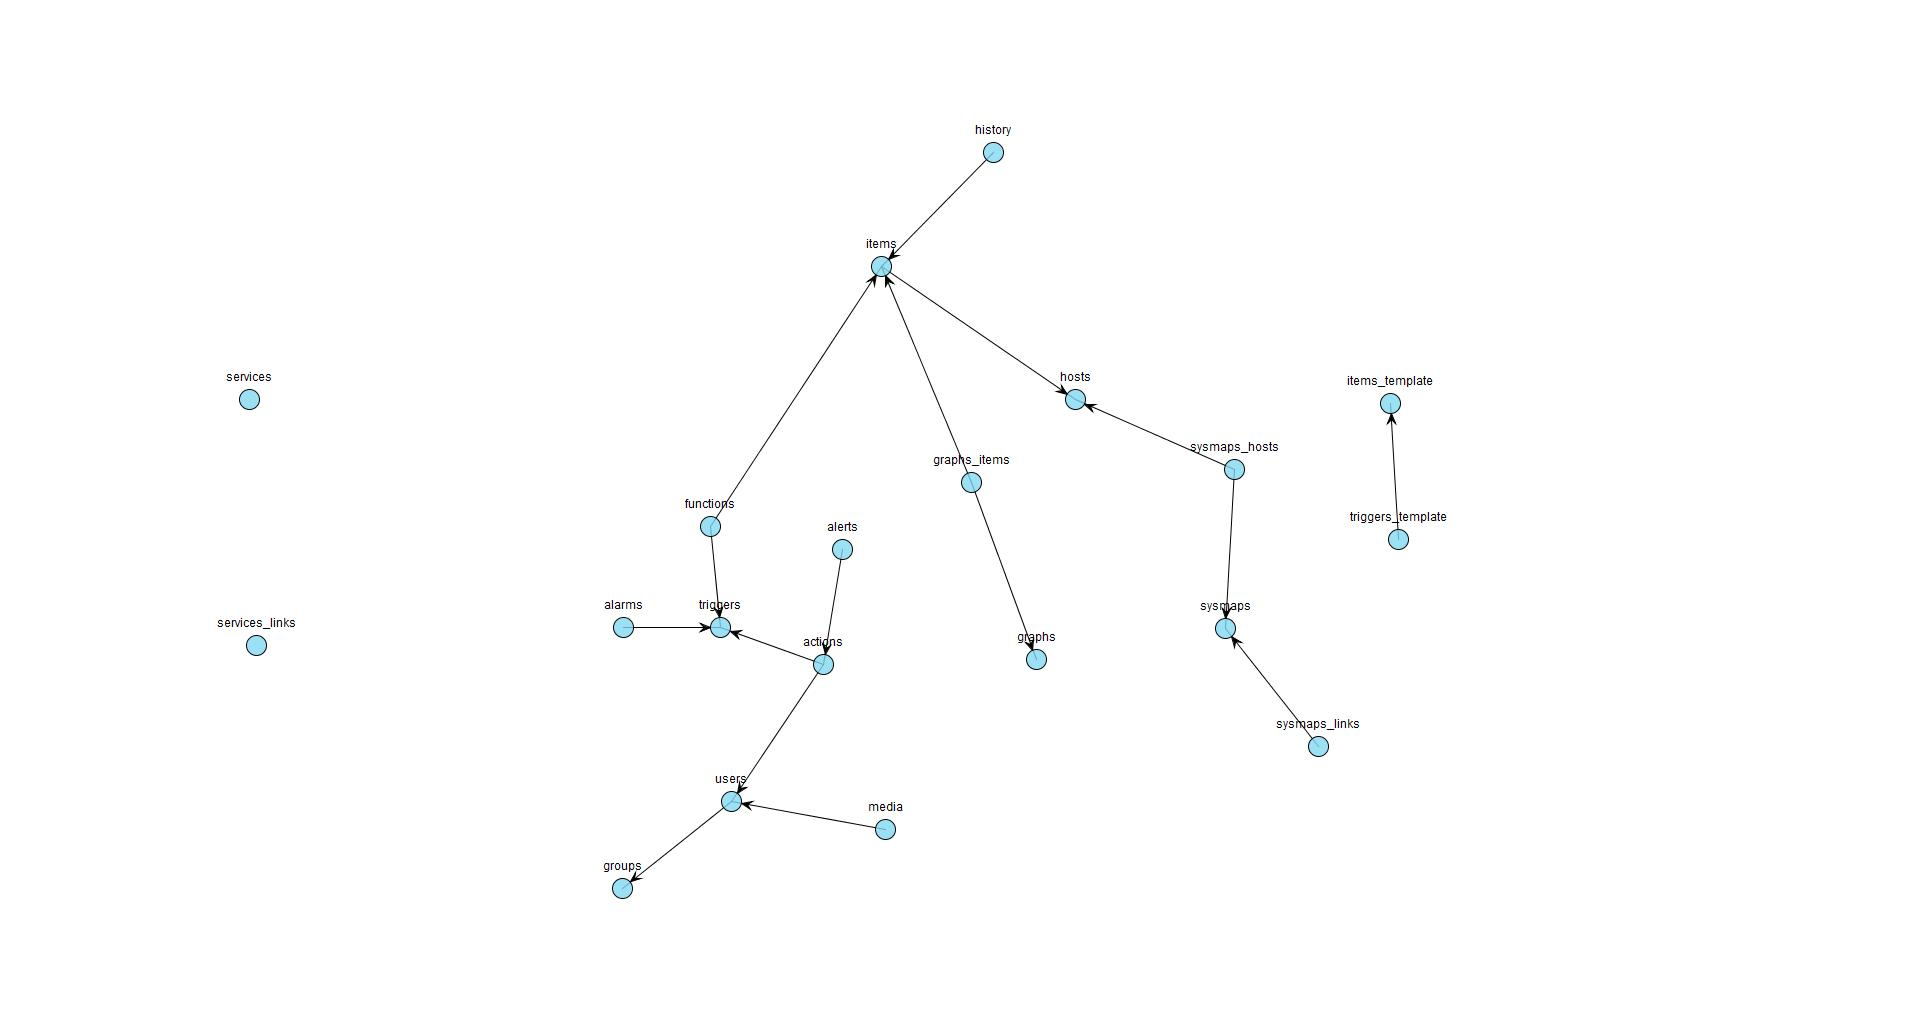 history
items
services
hosts
items_template
sysmaps_hosts
graphs_items
functions
triggers_template
alerts
alarms
triggers
sysmaps
services_links
graphs
actions
sysmaps_links
users
media
groups